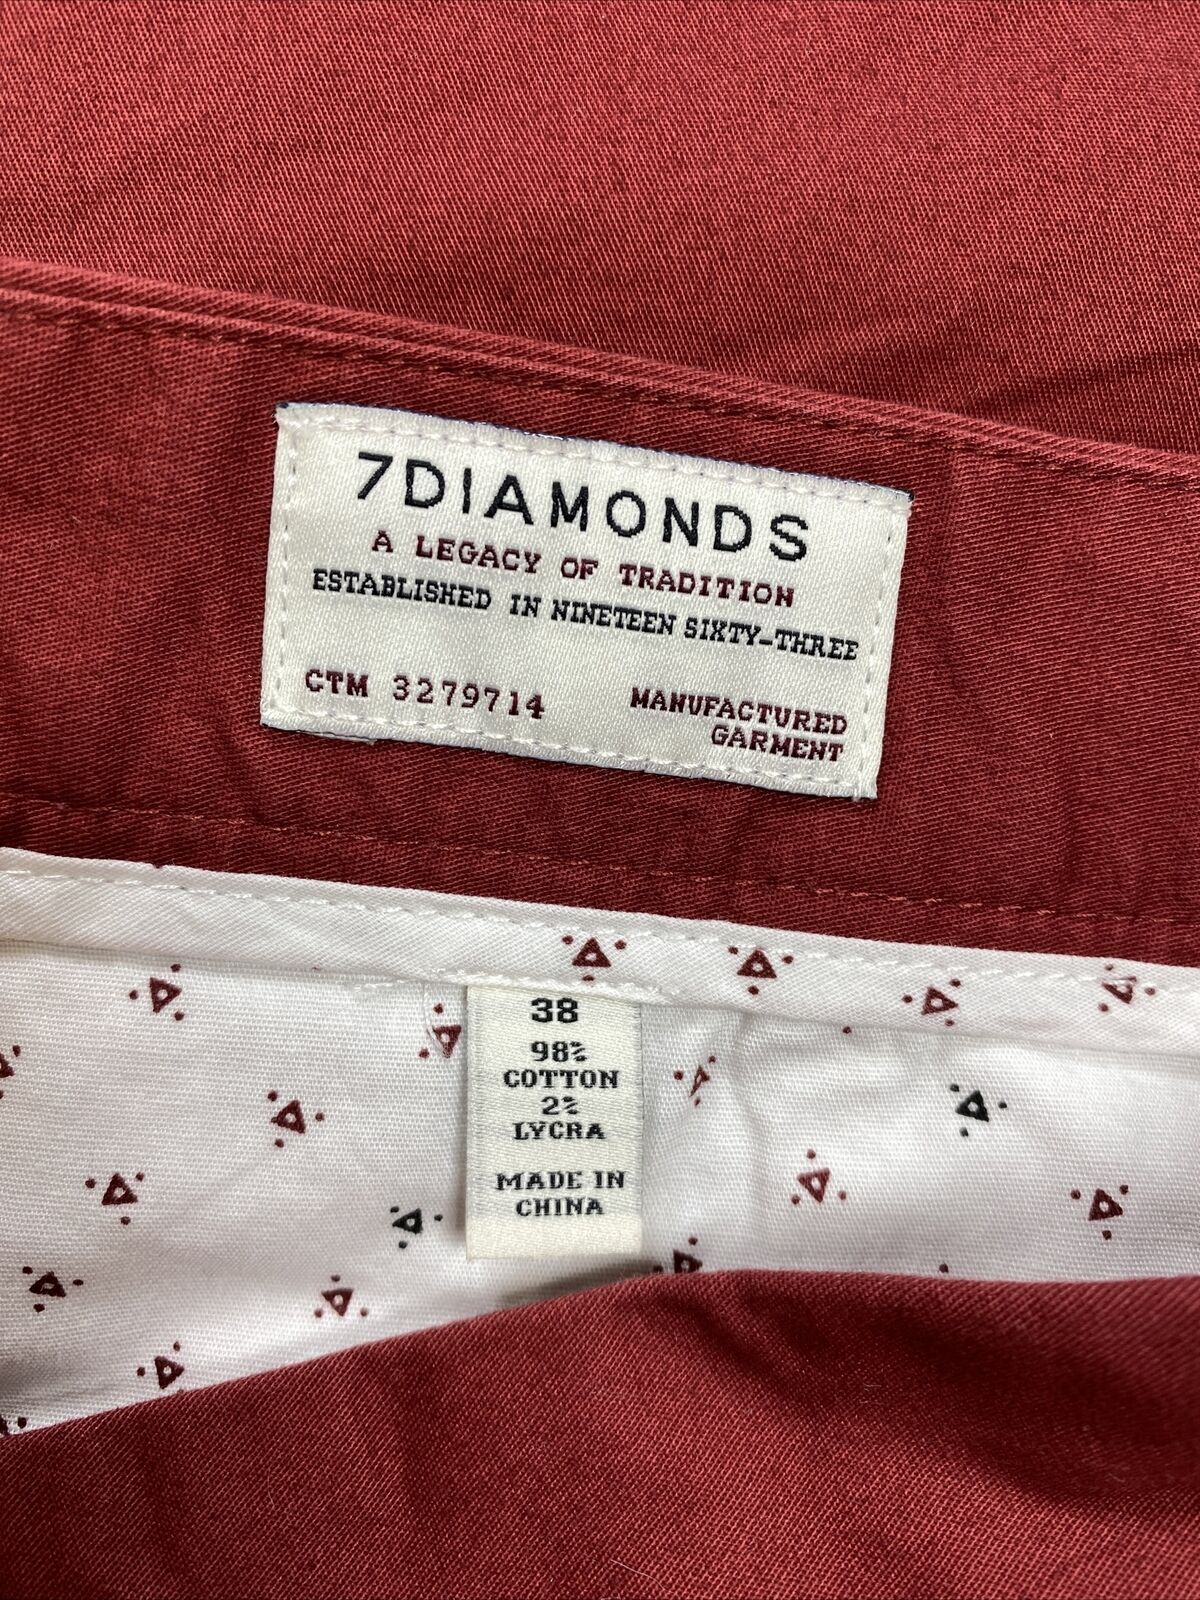 7DIAMONDS
A LEGACY OF TRADITION
ESTABLISHED IN NINETEEN SIXTY-THREE
CTM 3279714
MANUFACTURED
GARMENT
38
98%
COTTON
2%
LYCRA
MADE IN
CHINA